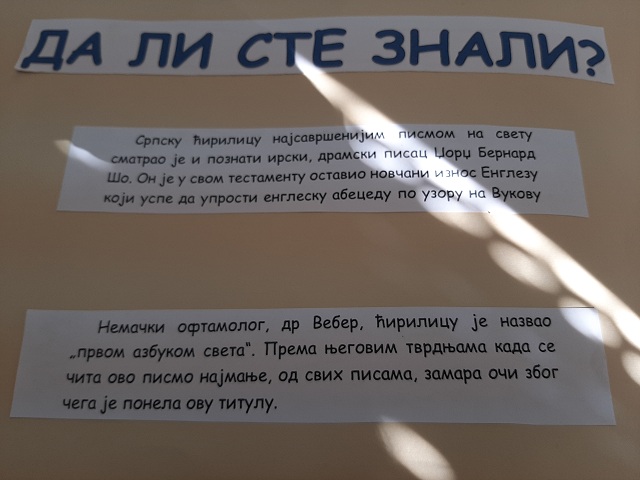 ДА ЛИ СТЕ ЗНАЛИ?
Српску ћирилицу најсавршенијим писмом на свету
сматрао је и познати ирски, драмски писац Џорџ Бернард
Шо. Он је у свом тестаменту оставио новчани износ Енглезу
који успе да упрости енглеску абецеду по узору на Вукову
Немачки офтамолог, др Вебер, ћирилицу је назвао
„првом азбуком света“. Према његовим тврдњама када се
чита ово писмо најмање, од свих писама, замара очи због
чега је понела ову титулу.